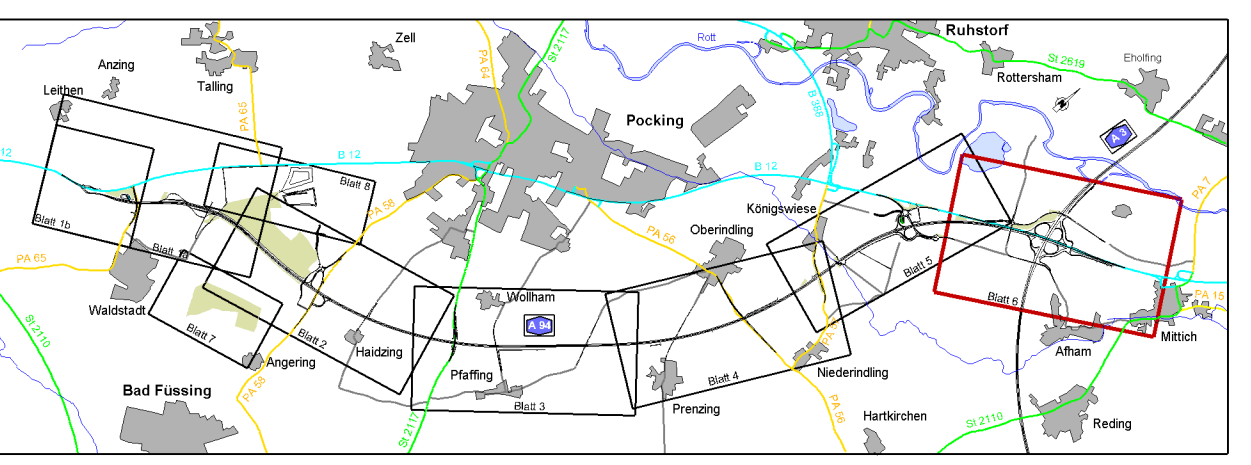 Ruhstorf
Zell
St 2117
Rott
PA 64
Eholfing
Anzing
St 2619
Talling
Rottersham
Leithen
PA 65
B 388
Pocking
A 3
12
B 12
B 12
Blatt 8
PA 7
PA 58
Königswiese
Blatt 1b
PA 56
Oberindling
Blatt 1a
PA 65
Blatt 5
Wollham
Blatt 6
PA 15
Waldstadt
A 94
St 2110
Blatt 7
Blatt 2
Haidzing
Mittich
Afham
Angering
Pfaffing
Blatt 4
Niederindling
PA 58
Bad Füssing
Blatt 3
Prenzing
PA 56
Hartkirchen
St 2117
St 2110
Reding